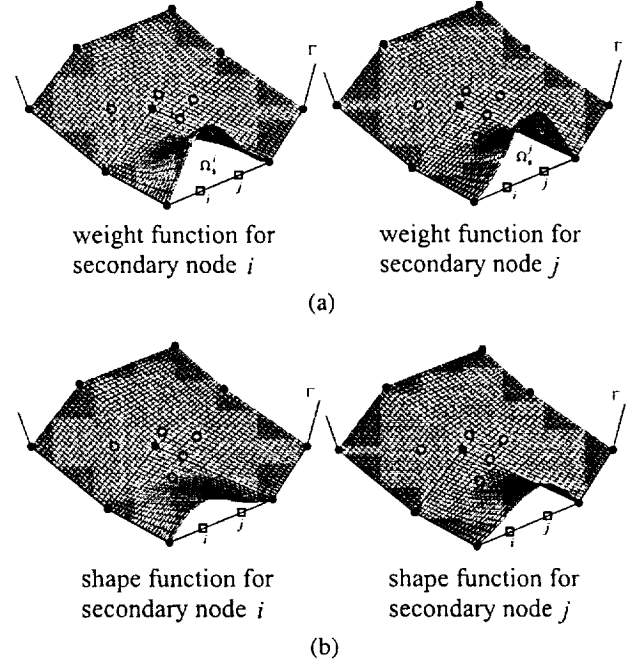 Γ
Γ
Ω_s^i
Ω_s^j
i j
i j
weight function for
secondary node i
weight function for
secondary node j
(a)
Γ
Γ
i j
i j
shape function for
secondary node i
shape function for
secondary node j
(b)